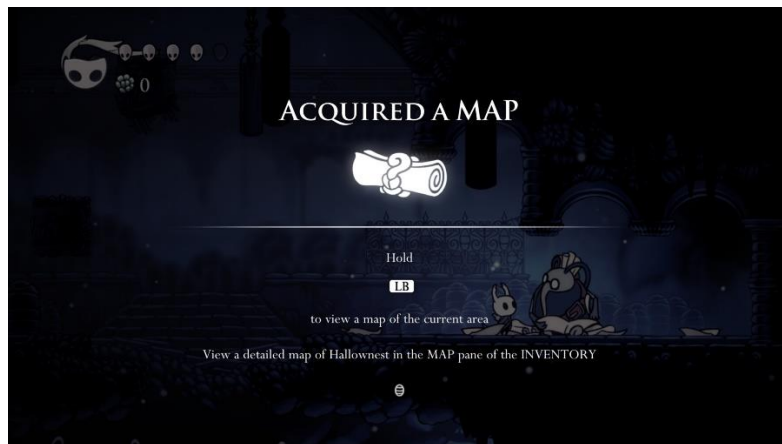 0
ACQUIRED A MAP
Hold
LB
to view a map of the current area
View a detailed map of Hallownest in the MAP pane of the INVENTORY